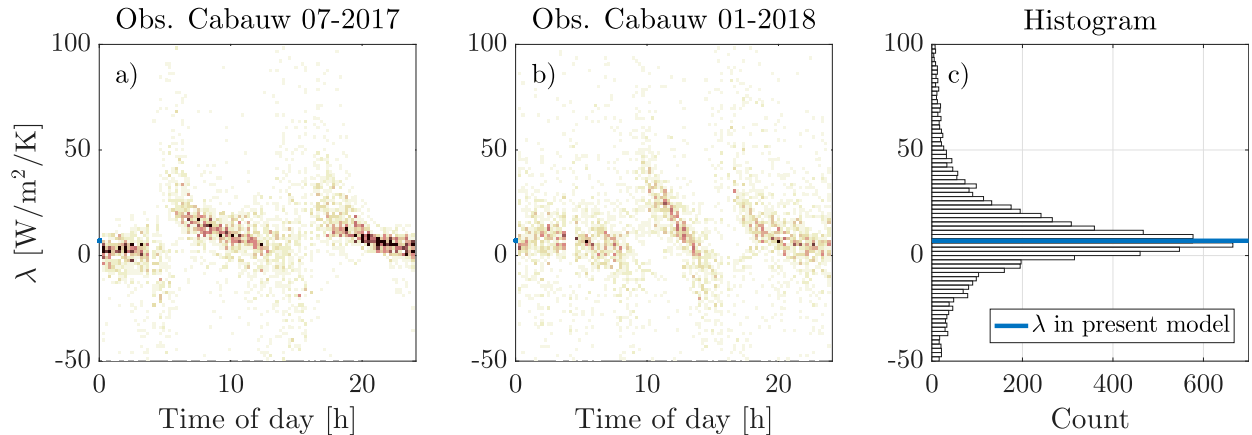 Obs. Cabauw 07-2017
a)
100
50
0
-50
λ [W/m²/K]
0
10
20
Time of day [h]
Obs. Cabauw 01-2018
b)
100
50
0
-50
0
10
20
Time of day [h]
Histogram
c)
100
50
0
-50
λ in present model
0
200
400
600
Count